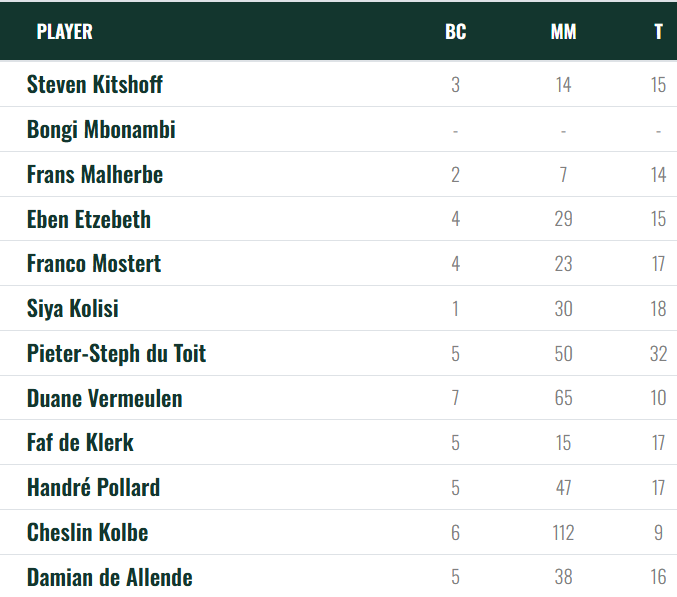 PLAYER BC MM T
Steven Kitshoff 3 14 15
Bongi Mbonambi - - -
Frans Malherbe 2 7 14
Eben Etzebeth 4 29 15
Franco Mostert 4 23 17
Siya Kolisi 1 30 18
Pieter-Steph du Toit 5 50 32
Duane Vermeulen 7 65 10
Faf de Klerk 5 15 17
Handré Pollard 5 47 17
Cheslin Kolbe 6 112 9
Damian de Allende 5 38 16